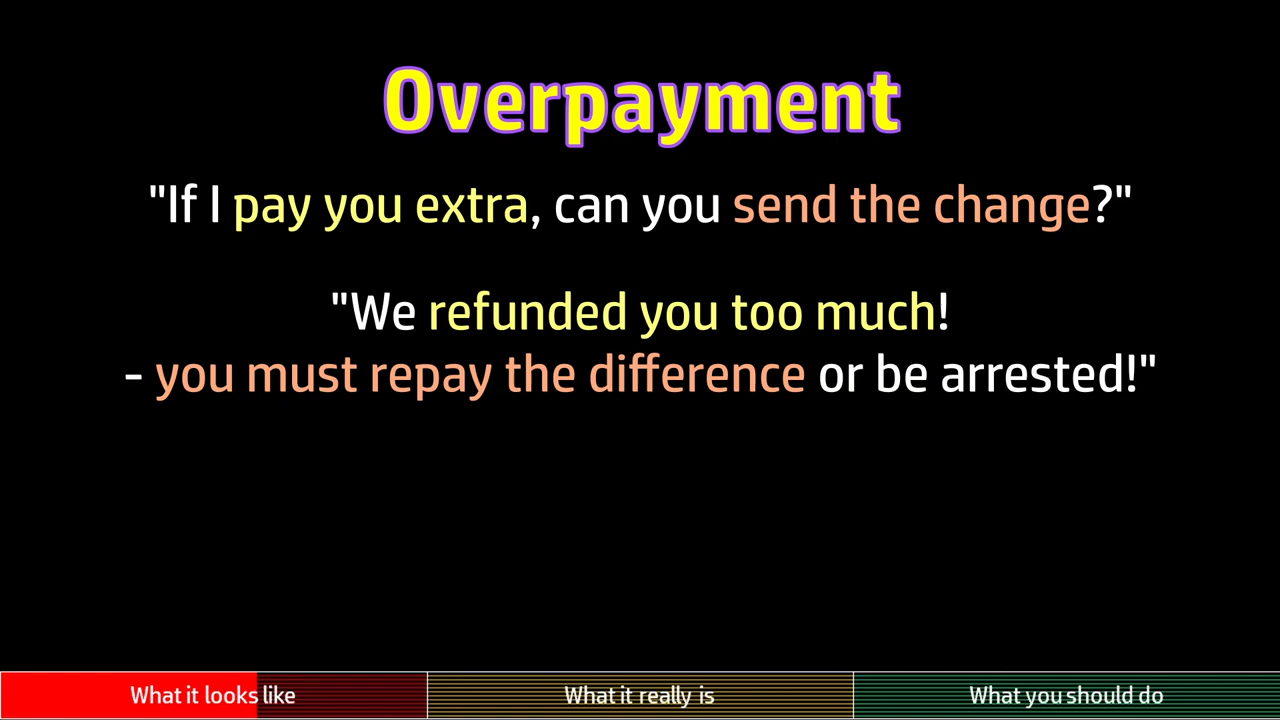 Overpayment
"If I pay you extra, can you send the change?"
"We refunded you too much!
- you must repay the difference or be arrested!"
What it looks like
What it really is
What you should do